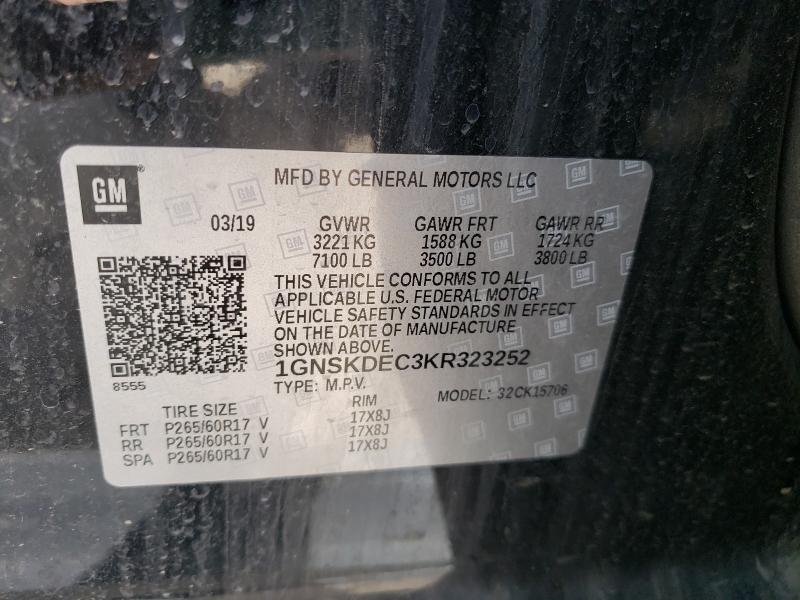 GM
MFD BY GENERAL MOTORS LLC
03/19 GVWR GAWR FRT GAWR RR
3221 KG 1588 KG 1724 KG
7100 LB 3500 LB 3800 LB
THIS VEHICLE CONFORMS TO ALL
APPLICABLE U.S. FEDERAL MOTOR
VEHICLE SAFETY STANDARDS IN EFFECT
ON THE DATE OF MANUFACTURE
SHOWN ABOVE.
1GNSKDEC3KR323252
8555
TYPE: M.P.V. MODEL: 32CK15706
TIRE SIZE RIM
FRT P265/60R17 V 17X8J
RR P265/60R17 V 17X8J
SPA P265/60R17 V 17X8J